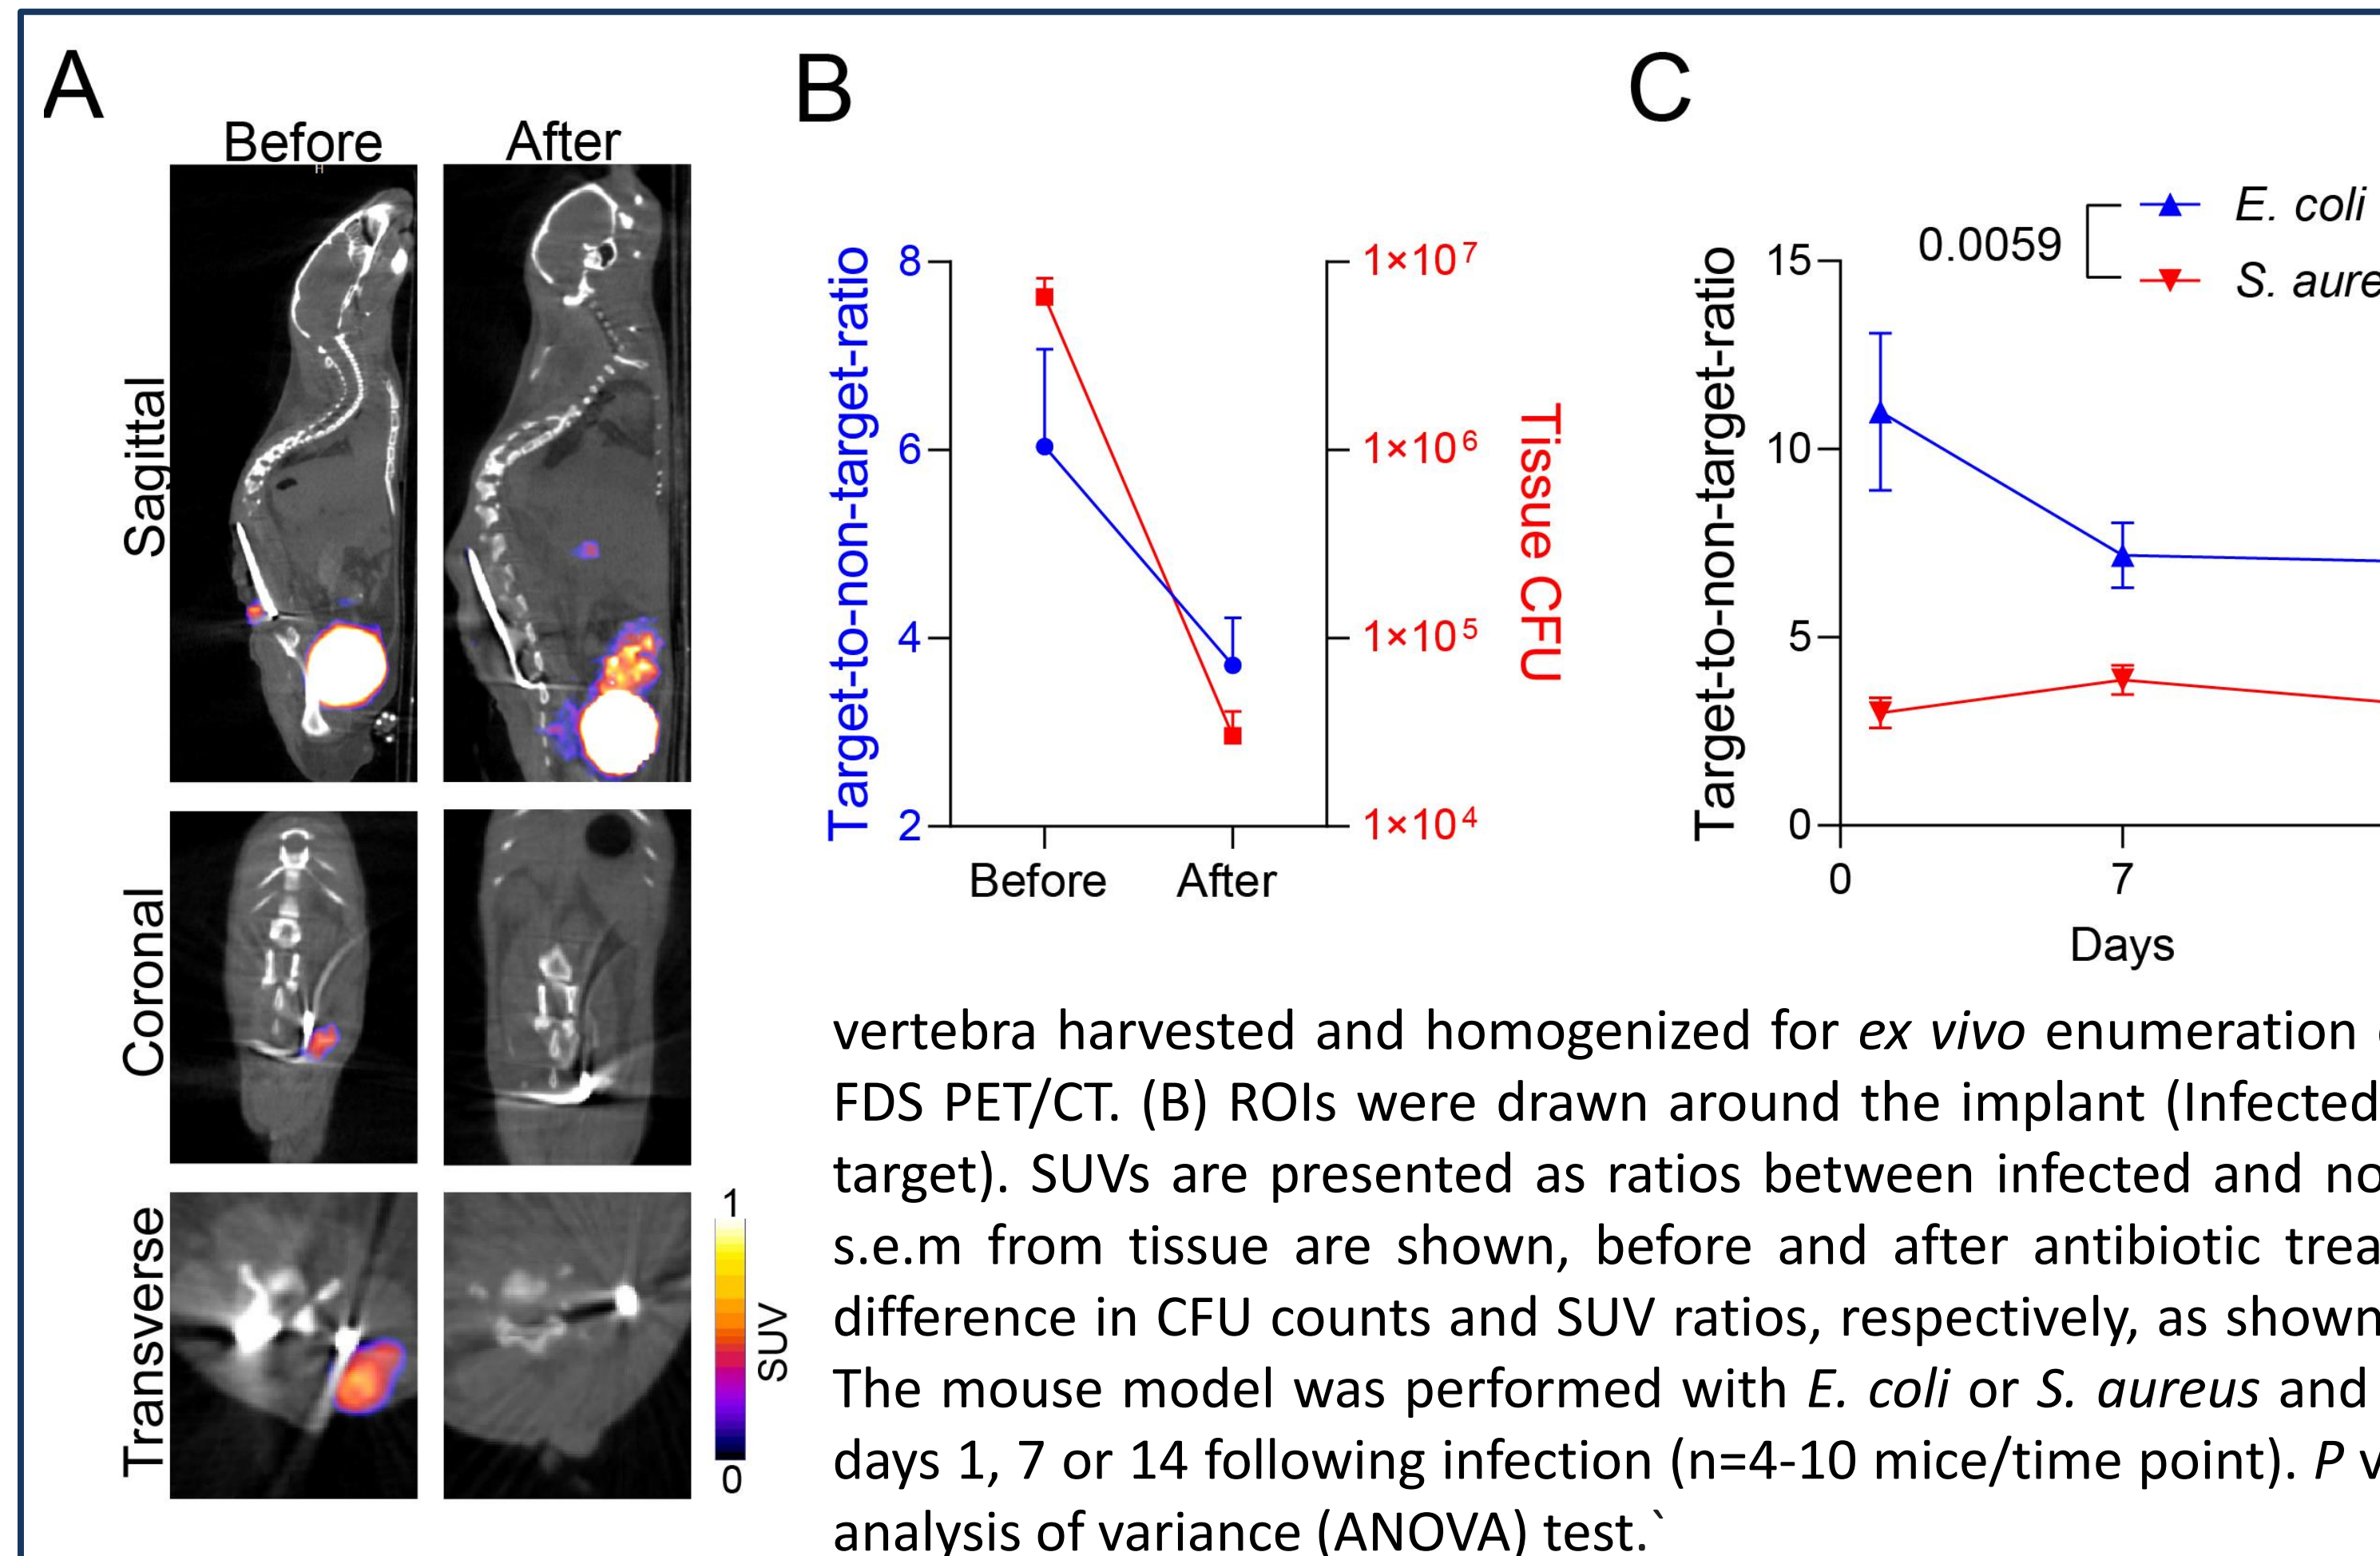 A
Before
After
H
Sagittal
Coronal
Transverse
1
SUV
0
B
Target-to-non-target-ratio
8
6
4
2
1×10⁷
1×10⁶
1×10⁵
1×10⁴
Tissue CFU
Before
After
C
0.0059
E. coli
S. aure
Target-to-non-target-ratio
15
10
5
0
0
7
Days
vertebra harvested and homogenized for ex vivo enumeration
FDS PET/CT. (B) ROIs were drawn around the implant (Infected
target). SUVs are presented as ratios between infected and no
s.e.m from tissue are shown, before and after antibiotic trea
difference in CFU counts and SUV ratios, respectively, as shown
The mouse model was performed with E. coli or S. aureus and
days 1, 7 or 14 following infection (n=4-10 mice/time point). P v
analysis of variance (ANOVA) test.`